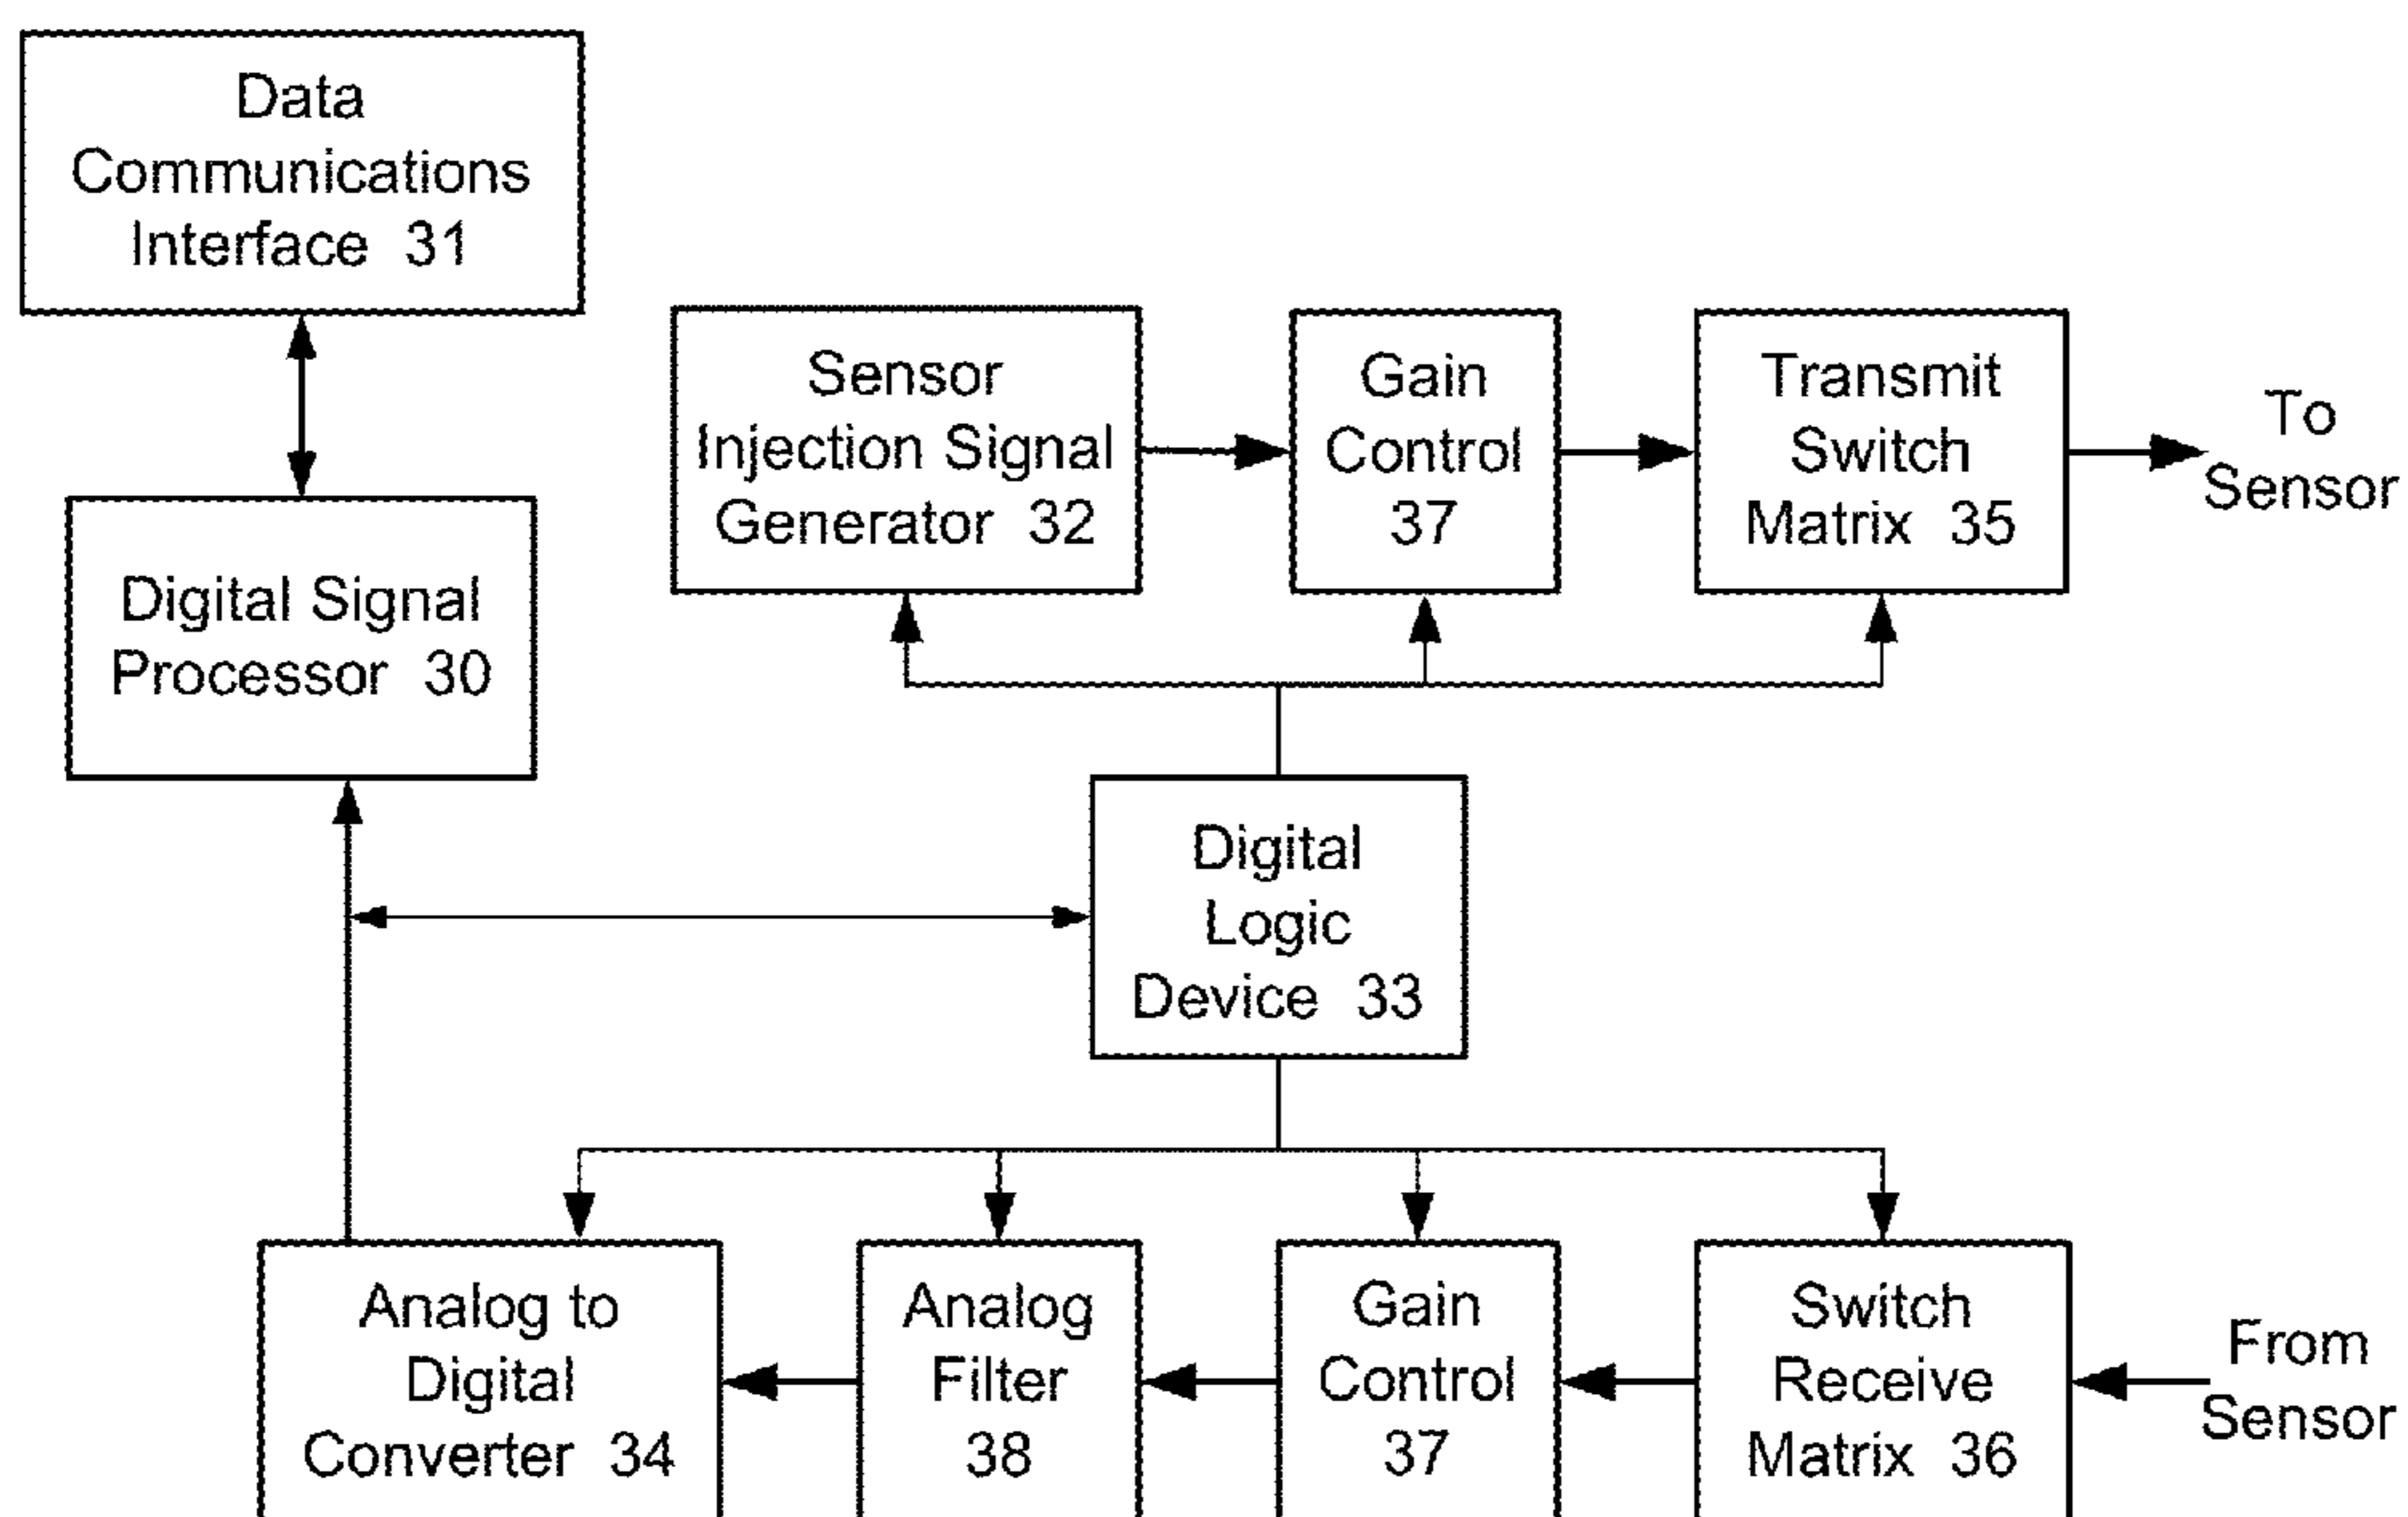 Data
Communications
Interface 31
Sensor
Injection Signal
Generator 32
Gain
Control
37
Transmit
Switch
Matrix 35
To
Sensor
Digital Signal
Processor 30
Digital
Logic
Device 33
Analog to
Digital
Converter 34
Analog
Filter
38
Gain
Control
37
Switch
Receive
Matrix 36
From
Sensor